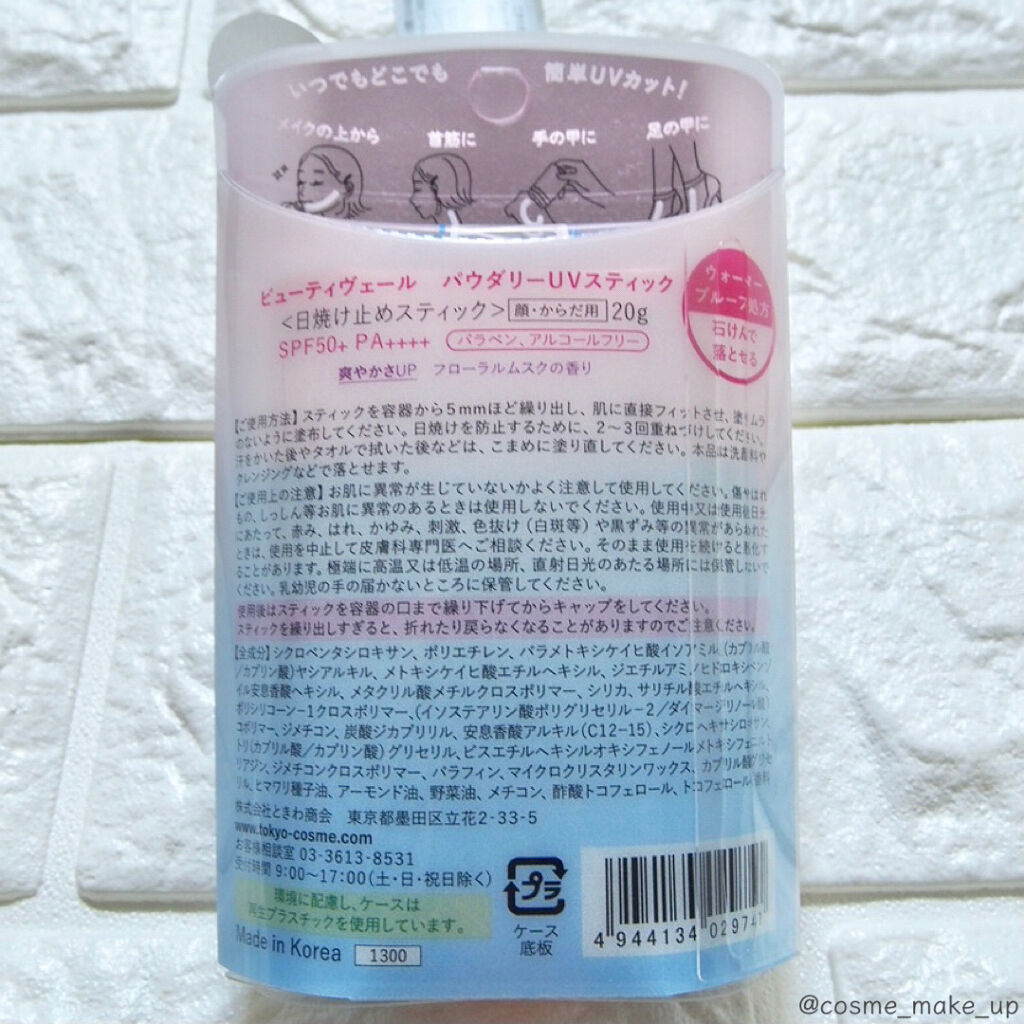 いつでもどこでも 簡単UVカット!
メイクの上から 首筋に 手の甲に 足の甲に
ビューティヴェール パウダリーUVスティック
<日焼け止めスティック> 顔・からだ用 20g
SPF50+ PA++++ パラベン、アルコールフリー
爽やかさUP フローラルムスクの香り
ウォーター
プルーフ処方
石けんで
落とせる
【ご使用方法】スティックを容器から5mmほど繰り出し、肌に直接フィットさせ、塗りムラ
のないように塗布してください。日焼けを防止するために、2〜3回重ねづけしてください。
汗をかいた後やタオルで拭いた後などは、こまめに塗り直してください。本品は洗顔料や
クレンジングなどで落とせます。
【ご使用上の注意】お肌に異常が生じていないかよく注意して使用してください。傷やはれ
もの、しっしん等お肌に異常のあるときは使用しないでください。使用中又は使用後日光
にあたって、赤み、はれ、かゆみ、刺激、色抜け(白斑等)や黒ずみ等の異常があらわれた
ときは、使用を中止して皮膚科専門医へご相談ください。そのまま使用を続けると悪化す
ることがあります。極端に高温又は低温の場所、直射日光のあたる場所には保管しないで
ください。乳幼児の手の届かないところに保管してください。
使用後はスティックを容器の口まで繰り下げてからキャップをしてください。
スティックを繰り出しすぎると、折れたり戻らなくなることがありますのでご注意ください。
【全成分】シクロペンタシロキサン、ポリエチレン、パラメトキシケイヒ酸イソアミル、(カプリル酸
/カプリン酸)ヤシアルキル、メトキシケイヒ酸エチルヘキシル、ジエチルアミノヒドロキシベンゾ
イル安息香酸ヘキシル、メタクリル酸メチルクロスポリマー、シリカ、サリチル酸エチルヘキシル、
ポリシリコーン-1クロスポリマー、(イソステアリン酸ポリグリセリル-2/ダイマージリノール酸)
コポリマー、ジメチコン、炭酸ジカプリリル、安息香酸アルキル(C12-15)、シクロヘキサシロキサン、
トリ(カプリル酸/カプリン酸)グリセリル、ビスエチルヘキシルオキシフェノールメトキシフェニルト
リアジン、ジメチコンクロスポリマー、パラフィン、マイクロクリスタリンワックス、カプリル酸グリセ
リル、ヒマワリ種子油、アーモンド油、野菜油、メチコン、酢酸トコフェロール、トコフェロール、香料
株式会社ときわ商会 東京都墨田区立花2-33-5
www.tokyo-cosme.com
お客様相談室 03-3613-8531
受付時間 9:00〜17:00(土・日・祝日除く)
環境に配慮し、ケースは
再生プラスチックを使用しています。
Made in Korea 1300
プラ
ケース
底板
4 944134 02974
@cosme_make_up